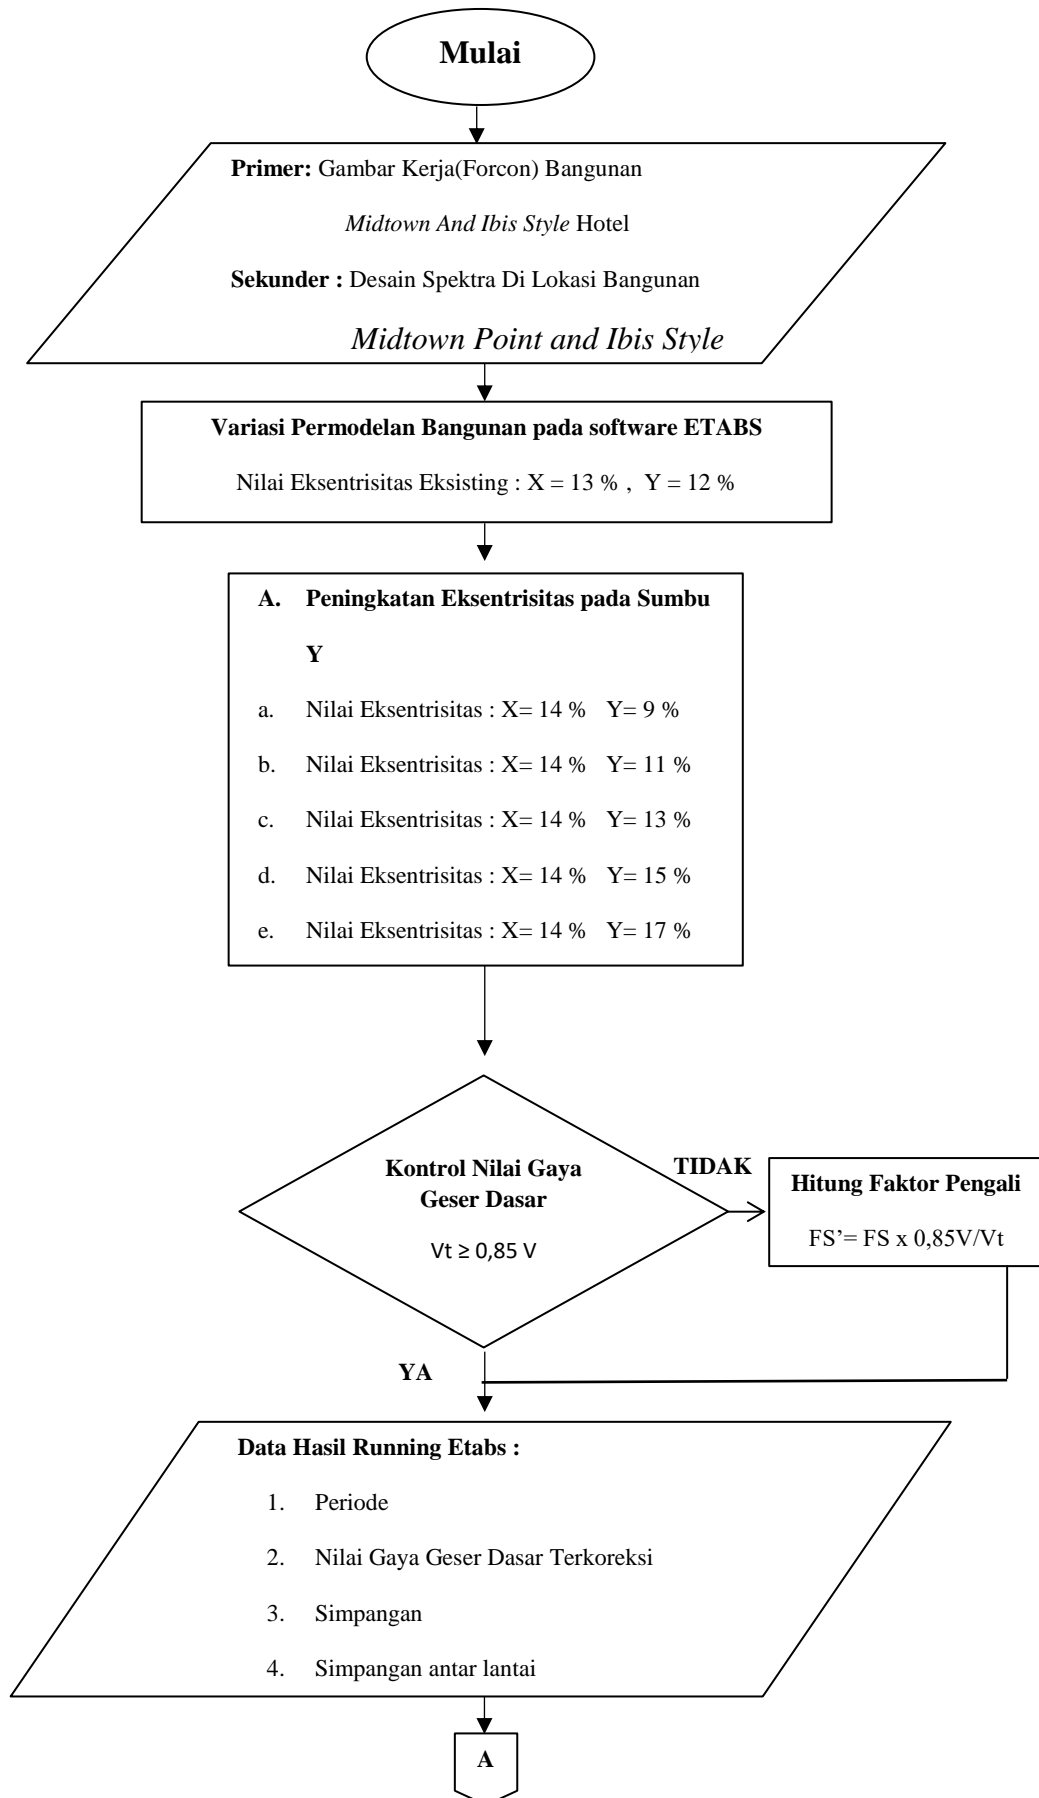 Mulai
Primer: Gambar Kerja(Forcon) Bangunan
Midtown And Ibis Style Hotel
Sekunder : Desain Spektra Di Lokasi Bangunan
Midtown Point and Ibis Style
Variasi Permodelan Bangunan pada software ETABS
Nilai Eksentrisitas Eksisting : X = 13 % , Y = 12 %
A. Peningkatan Eksentrisitas pada Sumbu
Y
a. Nilai Eksentrisitas : X= 14 % Y= 9 %
b. Nilai Eksentrisitas : X= 14 % Y= 11 %
c. Nilai Eksentrisitas : X= 14 % Y= 13 %
d. Nilai Eksentrisitas : X= 14 % Y= 15 %
e. Nilai Eksentrisitas : X= 14 % Y= 17 %
Kontrol Nilai Gaya
Geser Dasar
Vt ≥ 0,85 V
TIDAK
Hitung Faktor Pengali
FS’= FS x 0,85V/Vt
YA
Data Hasil Running Etabs :
1. Periode
2. Nilai Gaya Geser Dasar Terkoreksi
3. Simpangan
4. Simpangan antar lantai
A